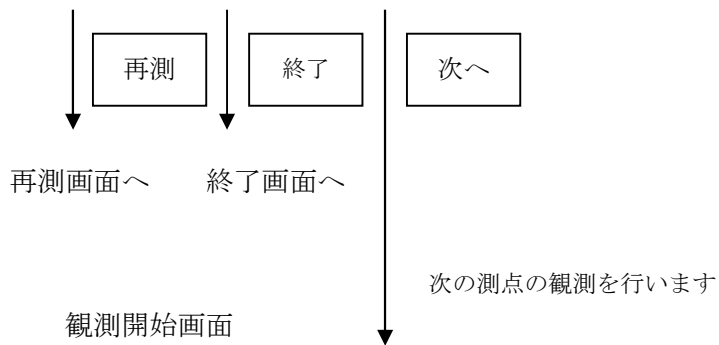 再測
終了
次へ
再測画面へ
終了画面へ
次の測点の観測を行います
観測開始画面